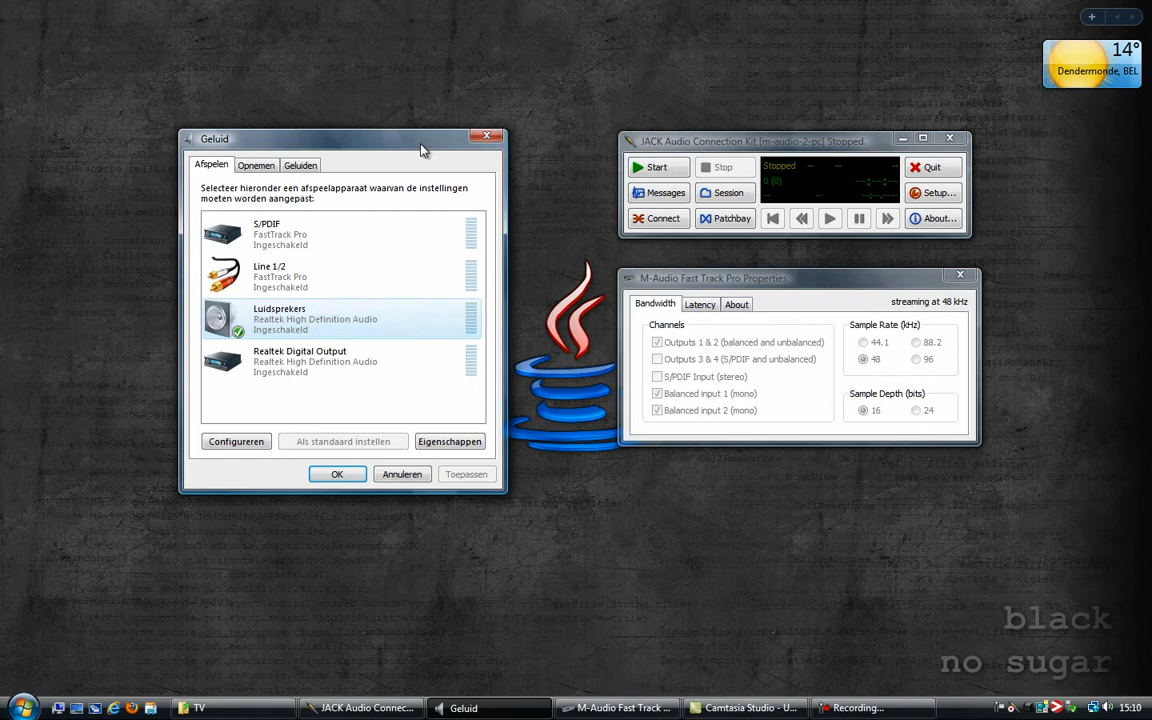 14°
Dendermonde, BEL
Geluid
Afspelen
Opnemen
Geluiden
Selecteer hieronder een afspeelapparaat waarvan de instellingen
moeten worden aangepast:
S/PDIF
FastTrack Pro
Ingeschakeld
Line 1/2
FastTrack Pro
Ingeschakeld
Luidsprekers
Realtek High Definition Audio
Ingeschakeld
Realtek Digital Output
Realtek High Definition Audio
Ingeschakeld
Configureren
Als standaard instellen
Eigenschappen
OK
Annuleren
Toepassen
JACK Audio Connection Kit [m-audio-2-pc] Stopped.
Start
Stop
Stopped
0 (0)
Quit
Messages
Session
Setup...
Connect
Patchbay
About...
M-Audio Fast Track Pro Properties
Bandwidth
Latency
About
streaming at 48 kHz
Channels
Outputs 1 & 2 (balanced and unbalanced)
Outputs 3 & 4 (S/PDIF and unbalanced)
S/PDIF Input (stereo)
Balanced input 1 (mono)
Balanced input 2 (mono)
Sample Rate (kHz)
44.1
88.2
48
96
Sample Depth (bits)
16
24
black
no sugar
TV
JACK Audio Connec...
Geluid
M-Audio Fast Track ...
Camtasia Studio - U...
Recording...
15:10